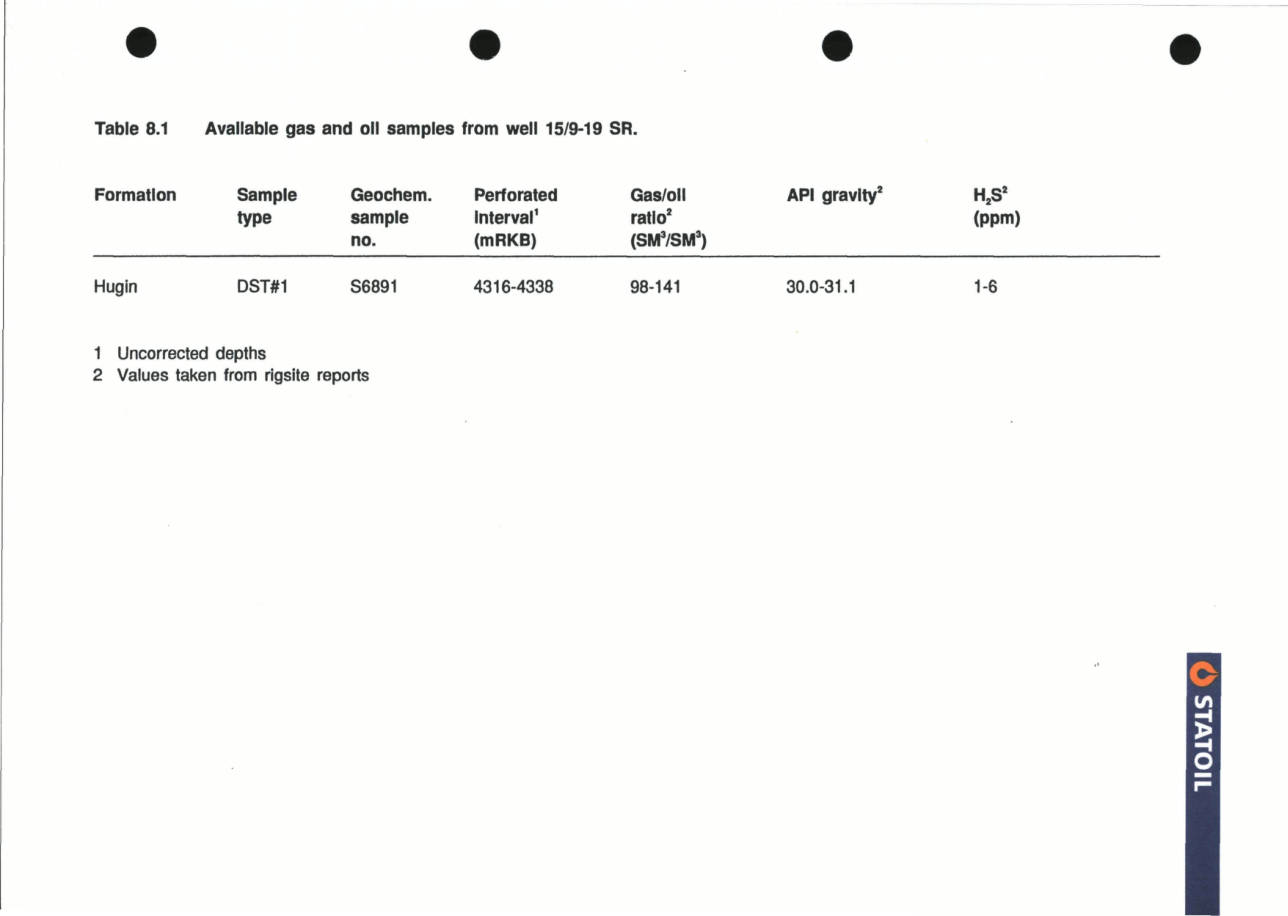 Table 8.1 Available gas and oil samples from well 15/9-19 SR.
Formation Sample type Geochem. sample no. Perforated interval¹ (mRKB) Gas/oil ratio² (SM³/SM³) API gravity² H₂S² (ppm)
Hugin DST#1 S6891 4316-4338 98-141 30.0-31.1 1-6
1 Uncorrected depths
2 Values taken from rigsite reports
STATOIL